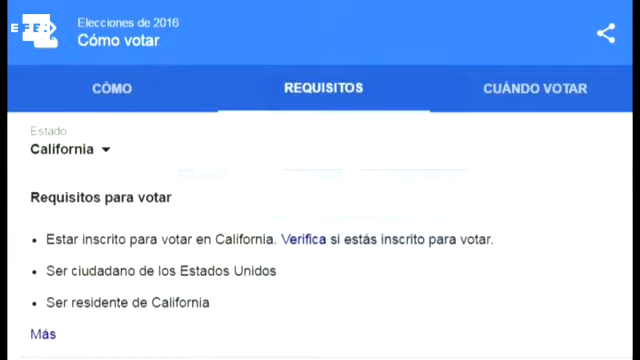 EFE:
Elecciones de 2016
Cómo votar
CÓMO
REQUISITOS
CUÁNDO VOTAR
Estado
California
Requisitos para votar
Estar inscrito para votar en California. Verifica si estás inscrito para votar.
Ser ciudadano de los Estados Unidos
Ser residente de California
Más